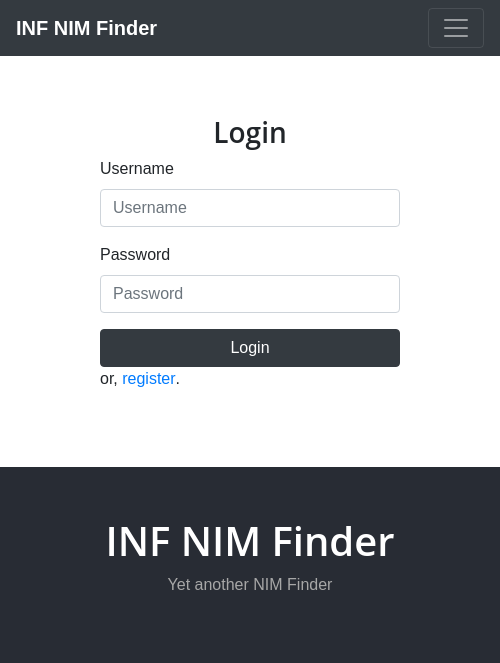 INF NIM Finder
Login
Username
Username
Password
Password
Login
or, register.
INF NIM Finder
Yet another NIM Finder